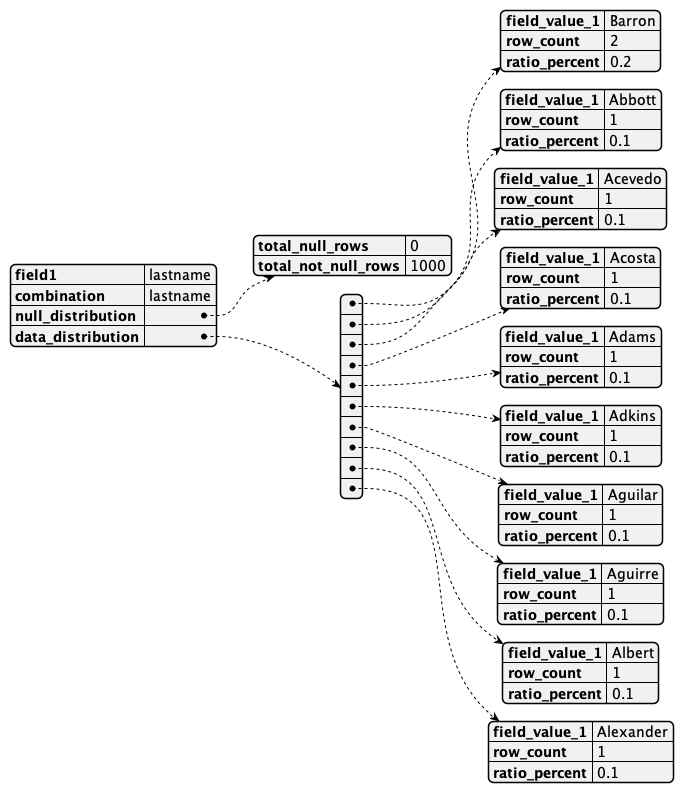 field1 lastname
combination lastname
null_distribution
data_distribution
total_null_rows 0
total_not_null_rows 1000
field_value_1 Barron
row_count 2
ratio_percent 0.2
field_value_1 Abbott
row_count 1
ratio_percent 0.1
field_value_1 Acevedo
row_count 1
ratio_percent 0.1
field_value_1 Acosta
row_count 1
ratio_percent 0.1
field_value_1 Adams
row_count 1
ratio_percent 0.1
field_value_1 Adkins
row_count 1
ratio_percent 0.1
field_value_1 Aguilar
row_count 1
ratio_percent 0.1
field_value_1 Aguirre
row_count 1
ratio_percent 0.1
field_value_1 Albert
row_count 1
ratio_percent 0.1
field_value_1 Alexander
row_count 1
ratio_percent 0.1